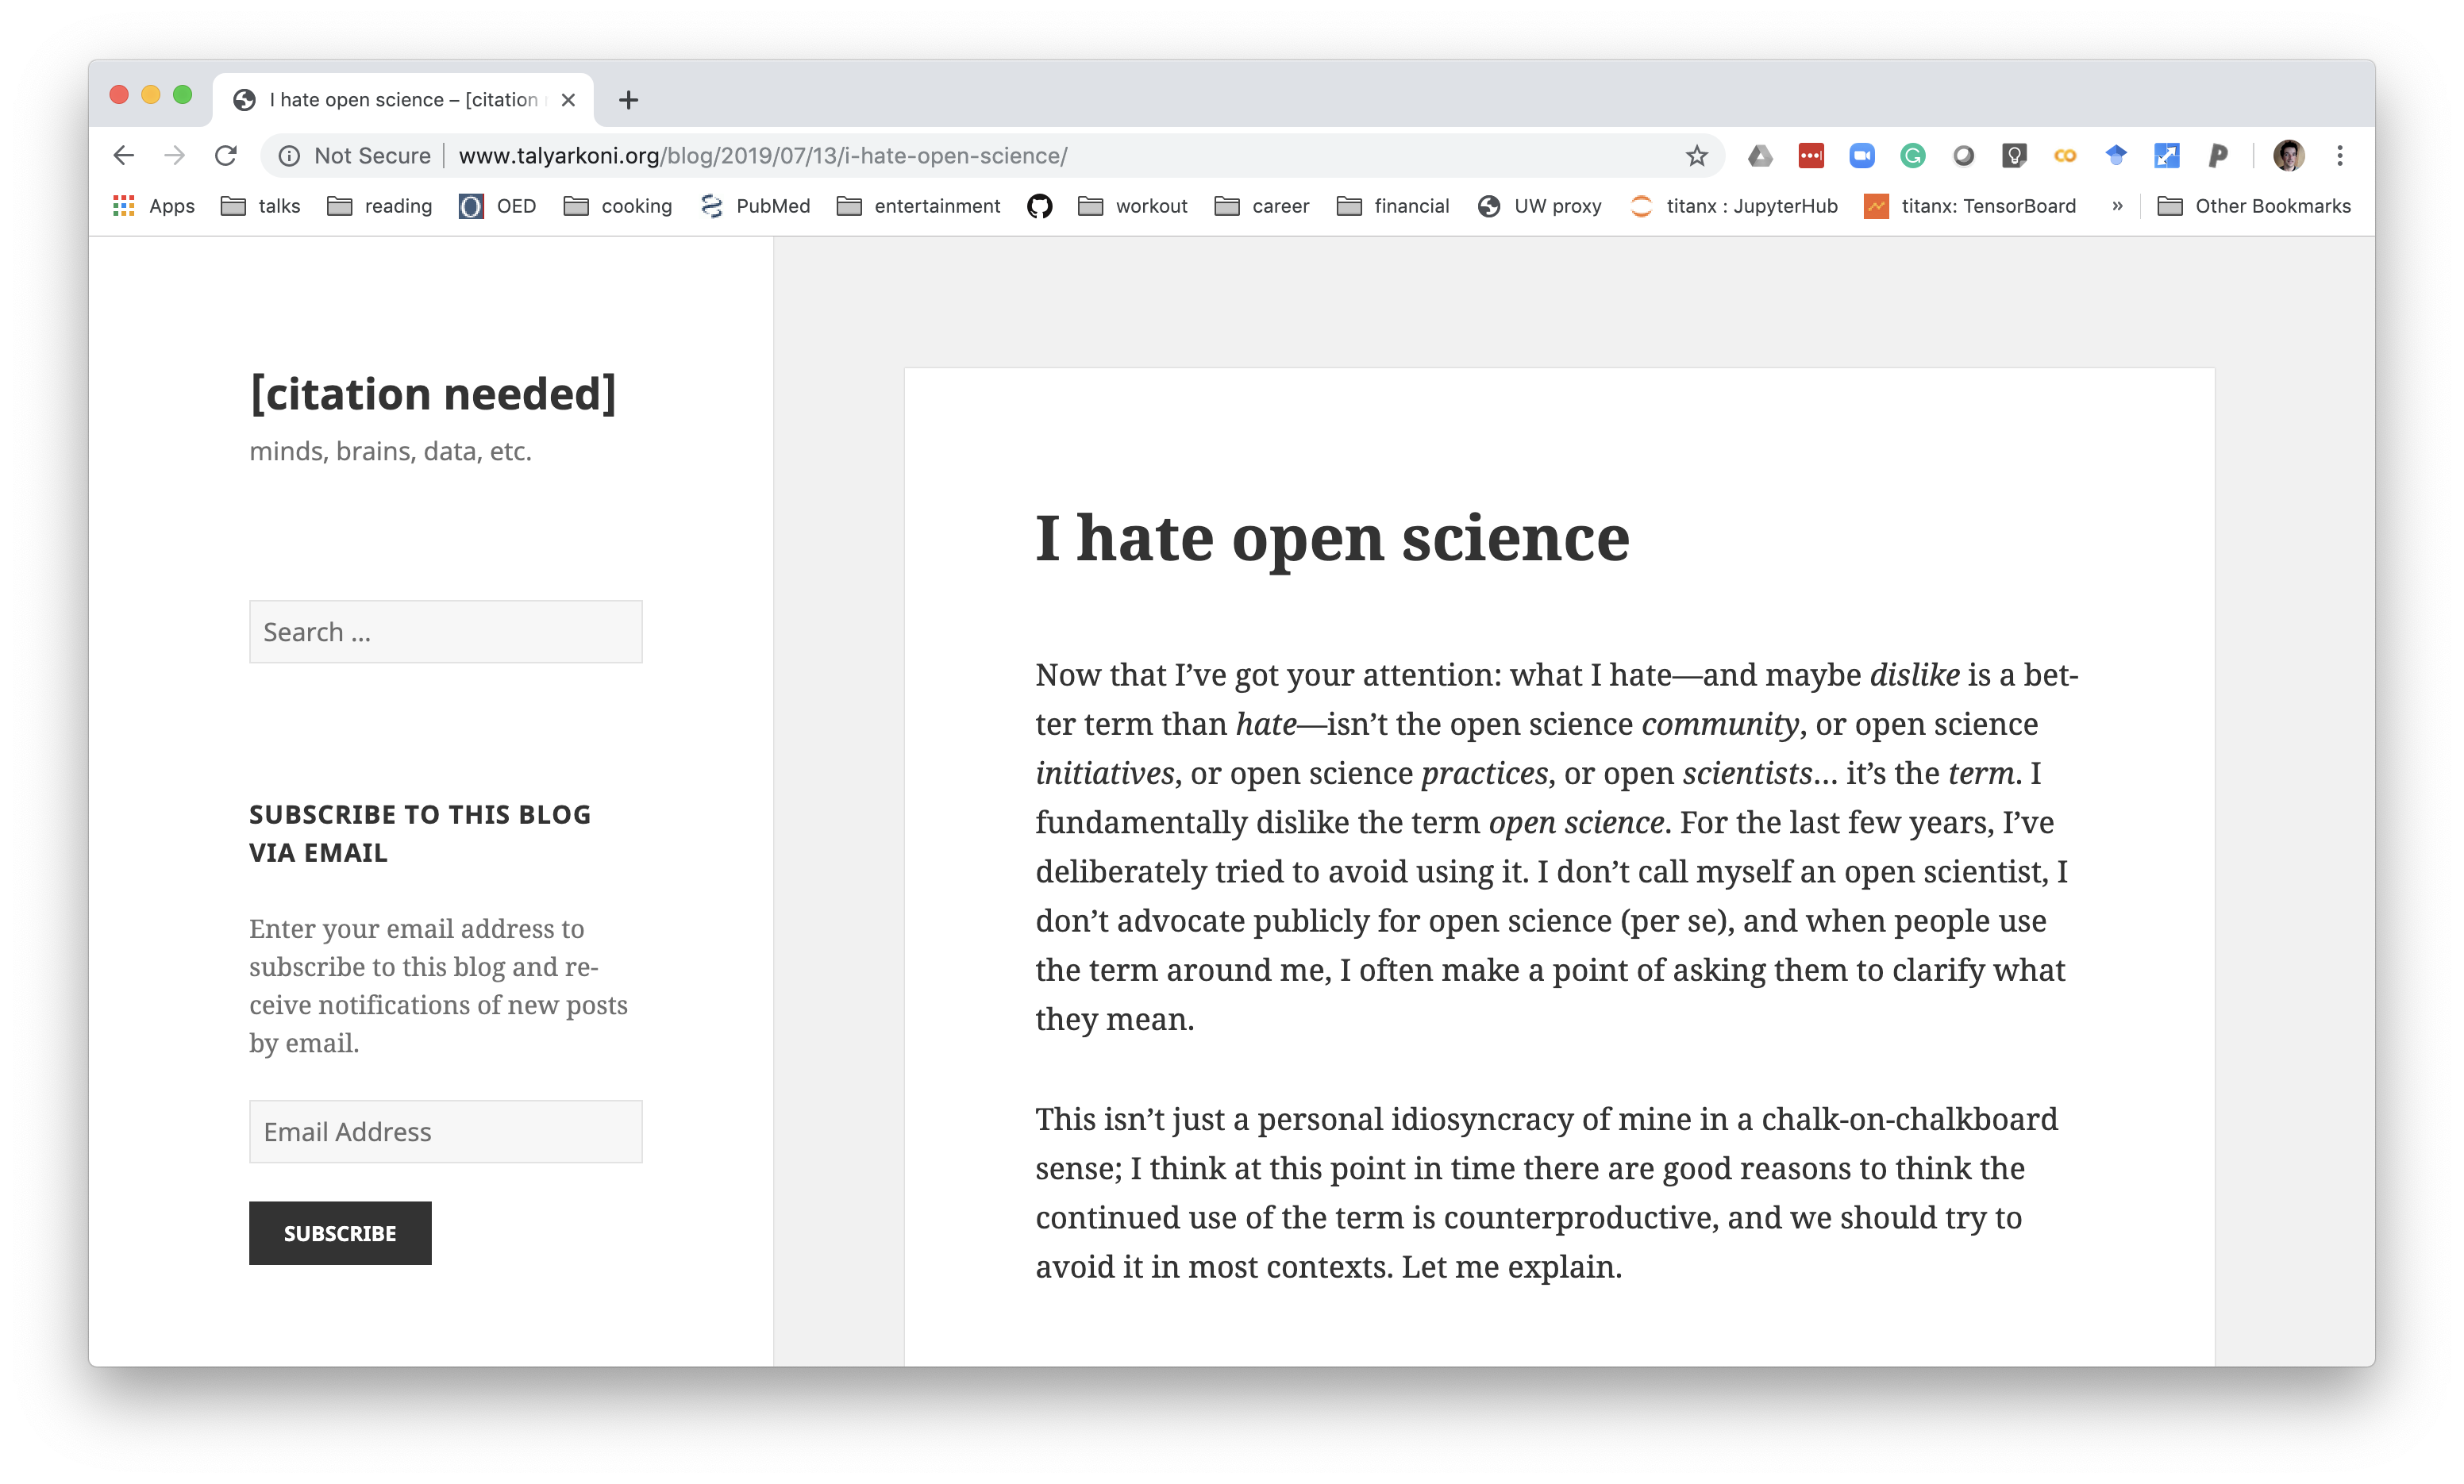 I hate open science – [citation
Not Secure | www.talyarkoni.org/blog/2019/07/13/i-hate-open-science/
Apps talks reading OED cooking PubMed entertainment workout career financial UW proxy titanx : JupyterHub titanx: TensorBoard » Other Bookmarks
[citation needed]
minds, brains, data, etc.
Search ...
SUBSCRIBE TO THIS BLOG
VIA EMAIL
Enter your email address to
subscribe to this blog and re-
ceive notifications of new posts
by email.
Email Address
SUBSCRIBE
I hate open science
Now that I’ve got your attention: what I hate—and maybe dislike is a bet-
ter term than hate—isn’t the open science community, or open science
initiatives, or open science practices, or open scientists… it’s the term. I
fundamentally dislike the term open science. For the last few years, I’ve
deliberately tried to avoid using it. I don’t call myself an open scientist, I
don’t advocate publicly for open science (per se), and when people use
the term around me, I often make a point of asking them to clarify what
they mean.
This isn’t just a personal idiosyncracy of mine in a chalk-on-chalkboard
sense; I think at this point in time there are good reasons to think the
continued use of the term is counterproductive, and we should try to
avoid it in most contexts. Let me explain.